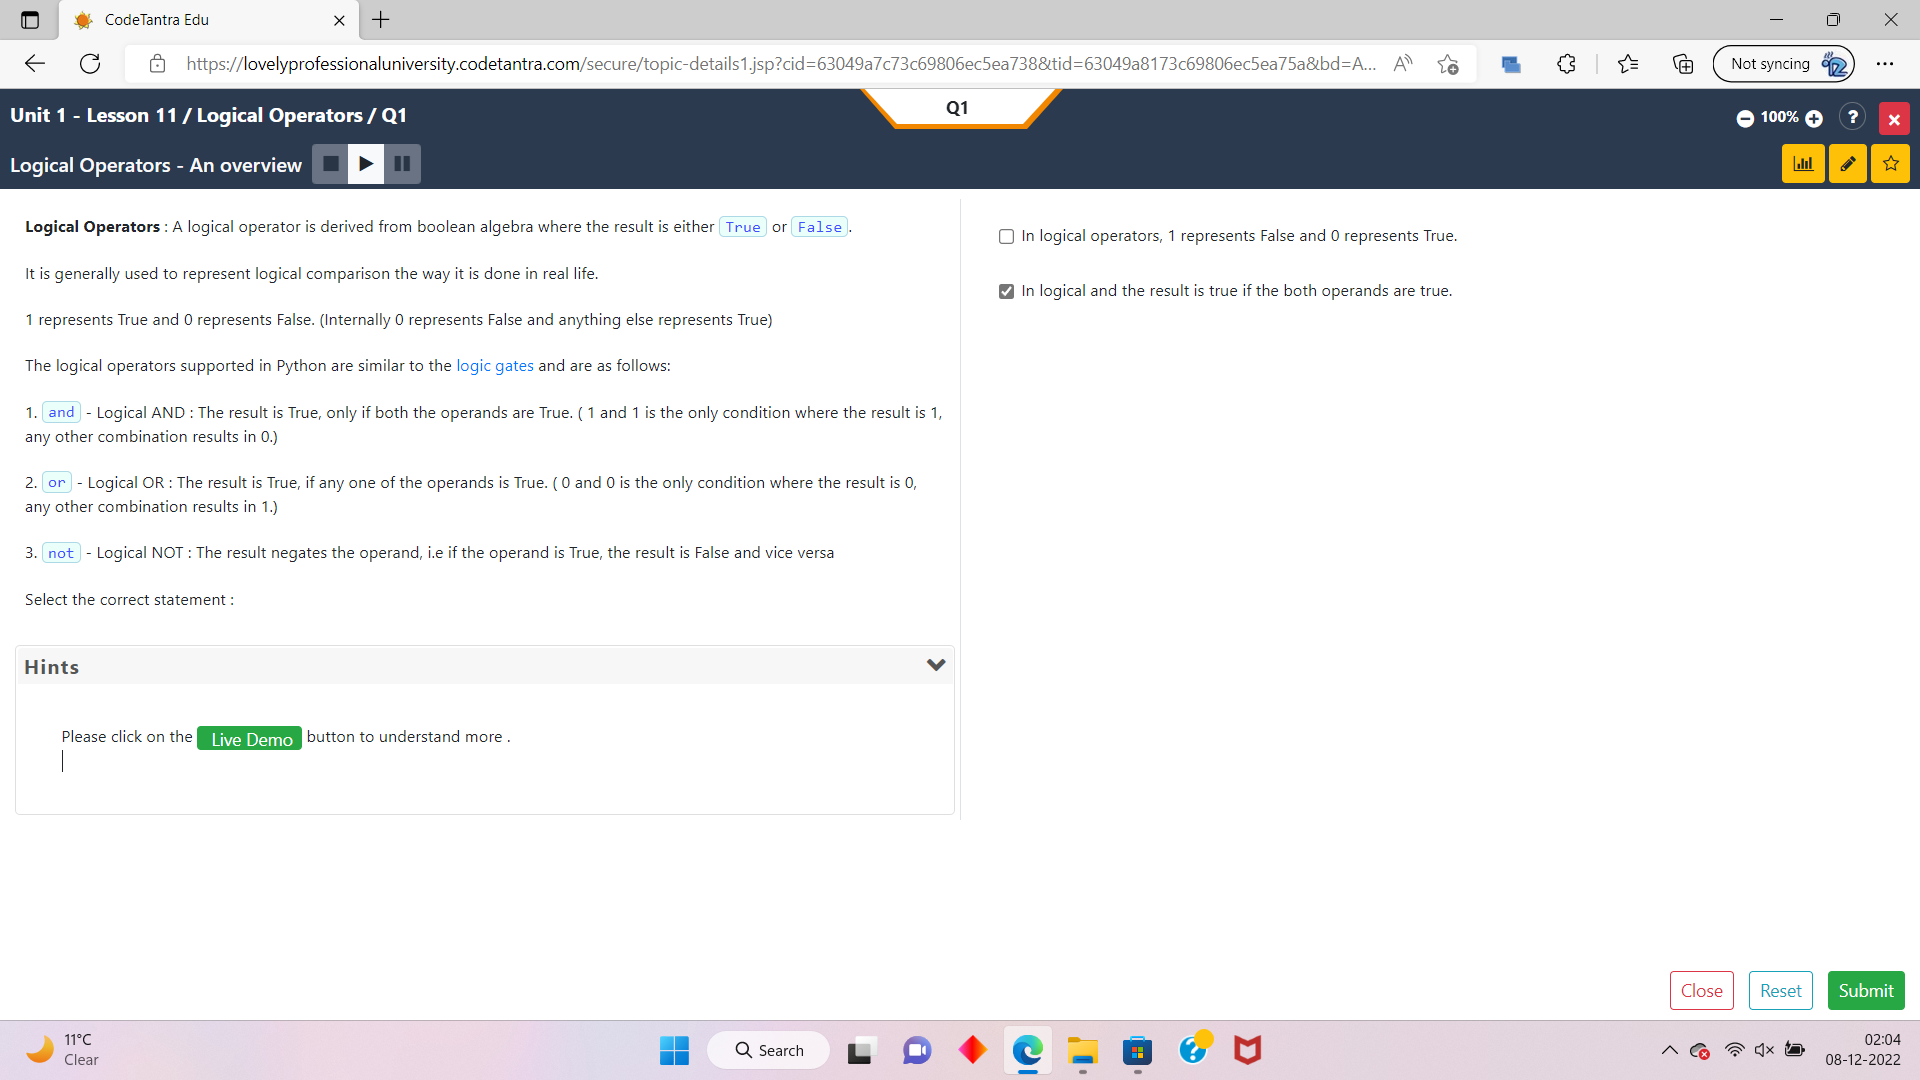 CodeTantra Edu
https://lovelyprofessionaluniversity.codetantra.com/secure/topic-details1.jsp?cid=63049a7c73c69806ec5ea738&tid=63049a8173c69806ec5ea75a&bd=A...
Not syncing
Unit 1 - Lesson 11 / Logical Operators / Q1
Q1
100%
?
Logical Operators - An overview
Logical Operators : A logical operator is derived from boolean algebra where the result is either True or False.
It is generally used to represent logical comparison the way it is done in real life.
1 represents True and 0 represents False. (Internally 0 represents False and anything else represents True)
The logical operators supported in Python are similar to the logic gates and are as follows:
1. and - Logical AND : The result is True, only if both the operands are True. ( 1 and 1 is the only condition where the result is 1,
any other combination results in 0.)
2. or - Logical OR : The result is True, if any one of the operands is True. ( 0 and 0 is the only condition where the result is 0,
any other combination results in 1.)
3. not - Logical NOT : The result negates the operand, i.e if the operand is True, the result is False and vice versa
Select the correct statement :
Hints
Please click on the Live Demo button to understand more .
In logical operators, 1 represents False and 0 represents True.
In logical and the result is true if the both operands are true.
Close
Reset
Submit
11°C
Clear
Search
02:04
08-12-2022